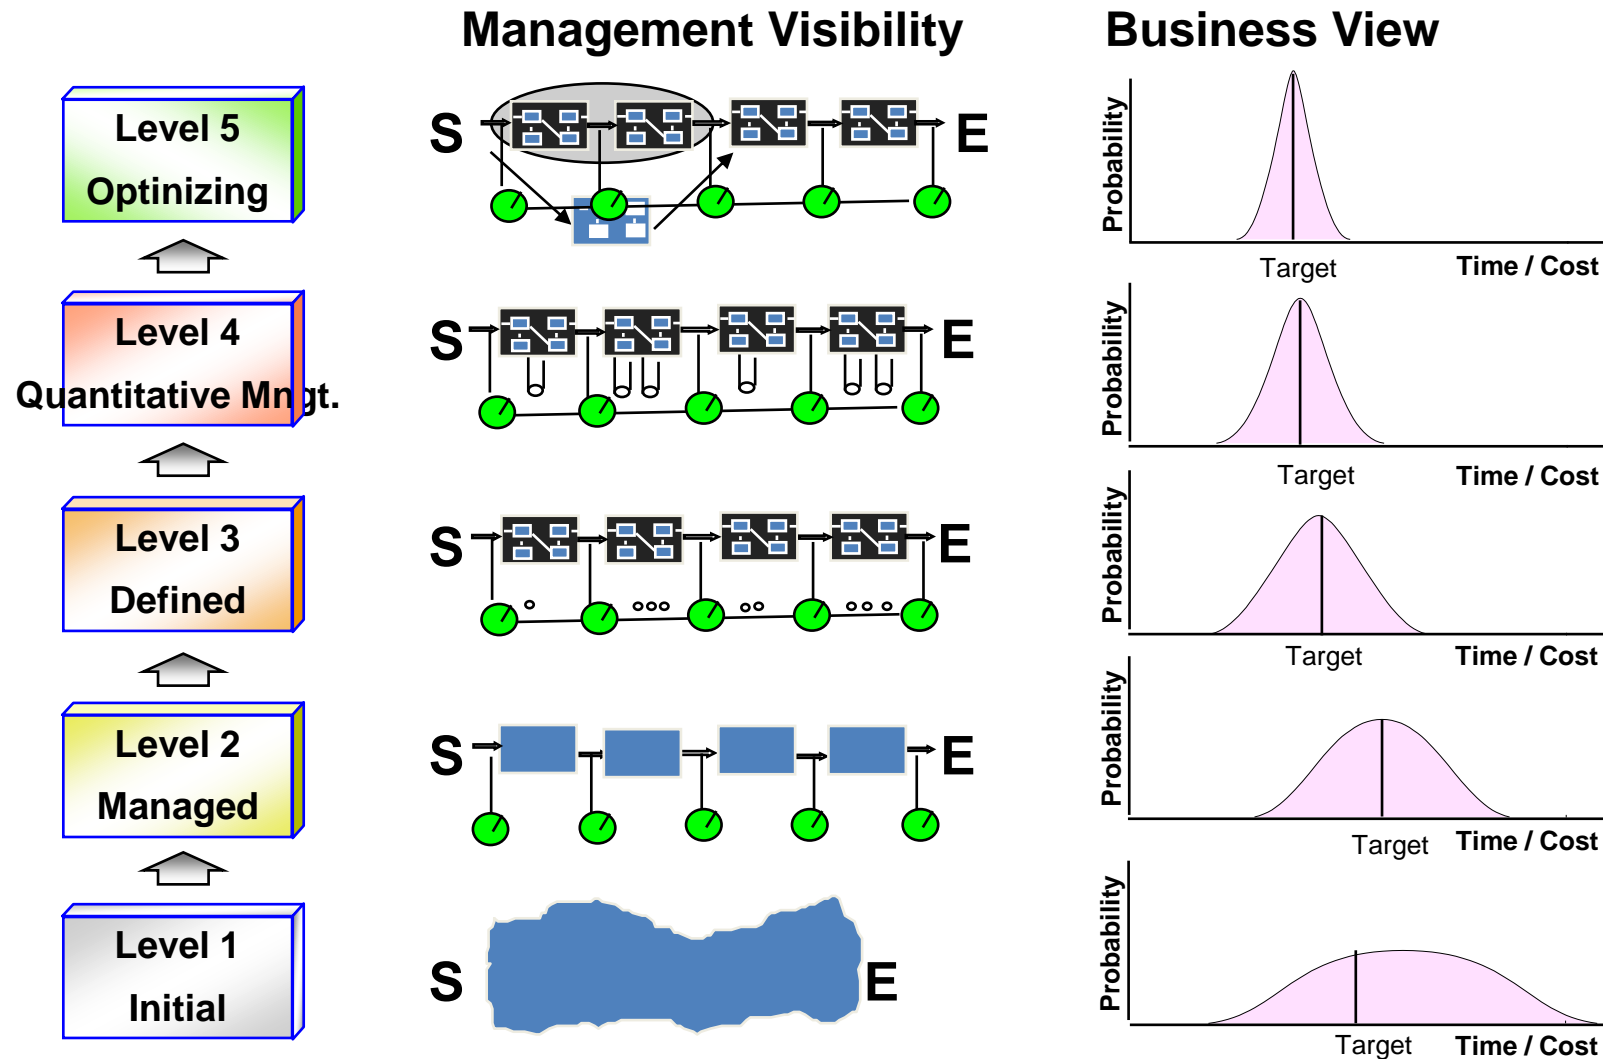 Management Visibility
Business View
Level 5
Optinizing
S
E
Probability
Target
Time / Cost
Level 4
Quantitative Mngt.
S
E
Probability
Target
Time / Cost
Level 3
Defined
S
E
Probability
Target
Time / Cost
Level 2
Managed
S
E
Probability
Target
Time / Cost
Level 1
Initial
S
E
Probability
Target
Time / Cost